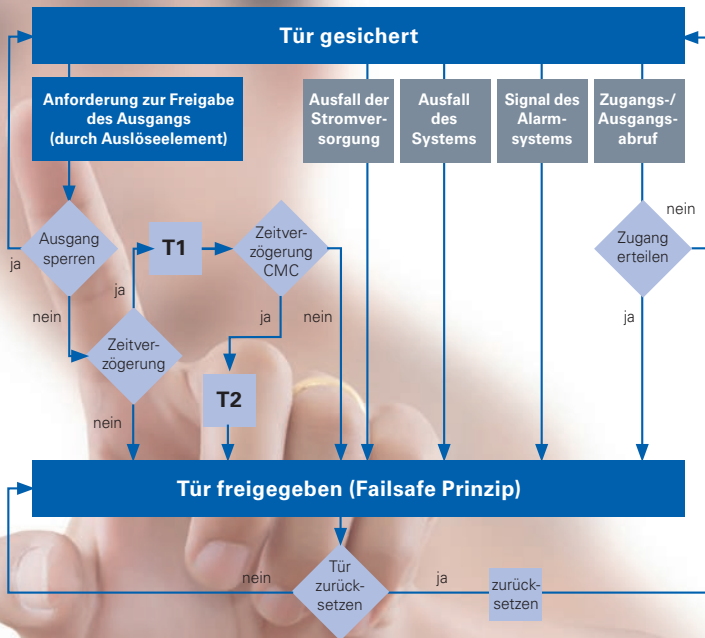 Tür gesichert
Anforderung zur Freigabe
des Ausgangs
(durch Auslöseelement)
Ausfall der
Stromver-
sorgung
Ausfall
des
Systems
Signal des
Alarm-
systems
Zugangs-/
Ausgangs-
abruf
nein
Ausgang
sperren
ja
T1
Zeitver-
zögerung
CMC
Zugang
erteilen
ja
nein
ja
nein
ja
Zeitver-
zögerung
T2
nein
Tür freigegeben (Failsafe Prinzip)
nein
Tür
zurück-
setzen
ja
zurück-
setzen